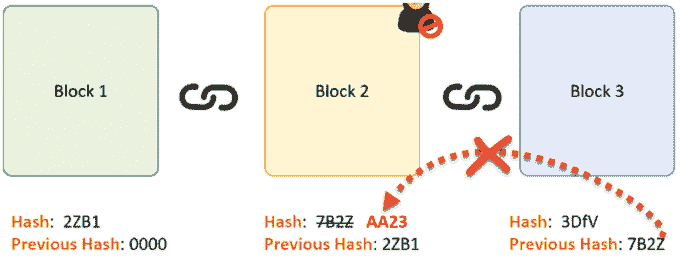 Block 1
Block 2
Block 3
Hash: 2ZB1
Previous Hash: 0000
Hash: 7B2Z AA23
Previous Hash: 2ZB1
Hash: 3DfV
Previous Hash: 7B2Z